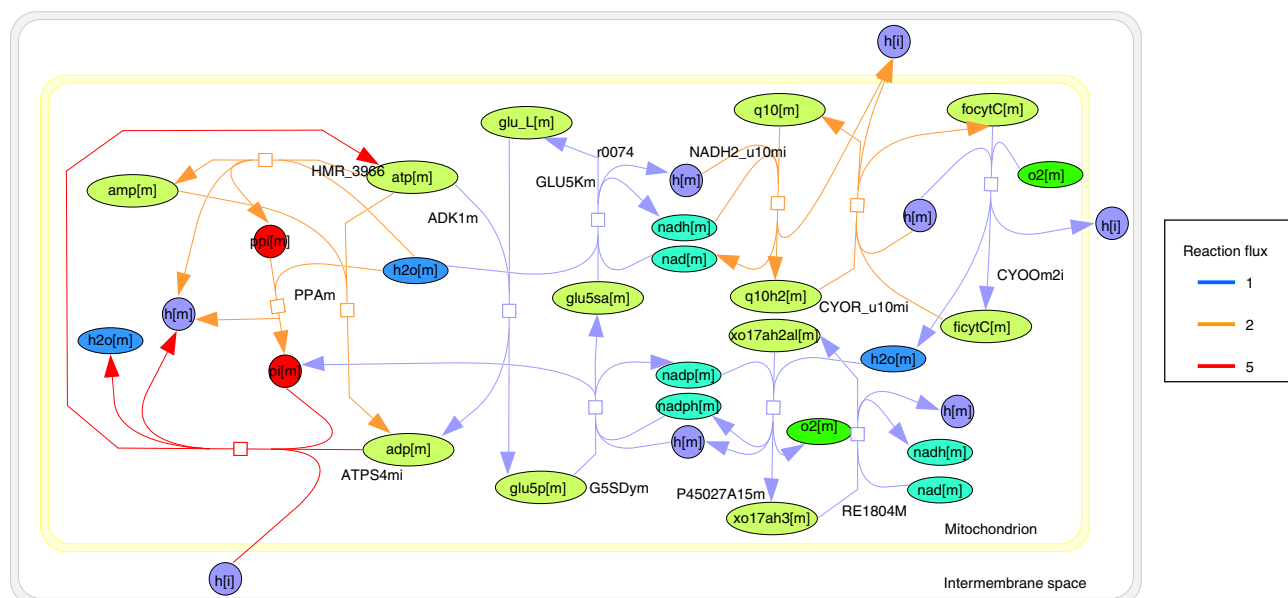 h[i]
q10[m]
focytC[m]
glu_L[m]
r0074
NADH2_u10mi
HMR_3966
atp[m]
GLU5Km
h[m]
o2[m]
amp[m]
ADK1m
nadh[m]
h[m]
h[i]
ppi[m]
h2o[m]
nad[m]
Reaction flux
1
2
5
CYOOm2i
PPAm
glu5sa[m]
q10h2[m]
CYOR_u10mi
h[m]
ficytC[m]
h2o[m]
xo17ah2al[m]
h2o[m]
pi[m]
nadp[m]
nadph[m]
h[m]
o2[m]
h[m]
adp[m]
nadh[m]
ATPS4mi
glu5p[m]
G5SDym
P45027A15m
nad[m]
RE1804M
xo17ah3[m]
Mitochondrion
h[i]
Intermembrane space